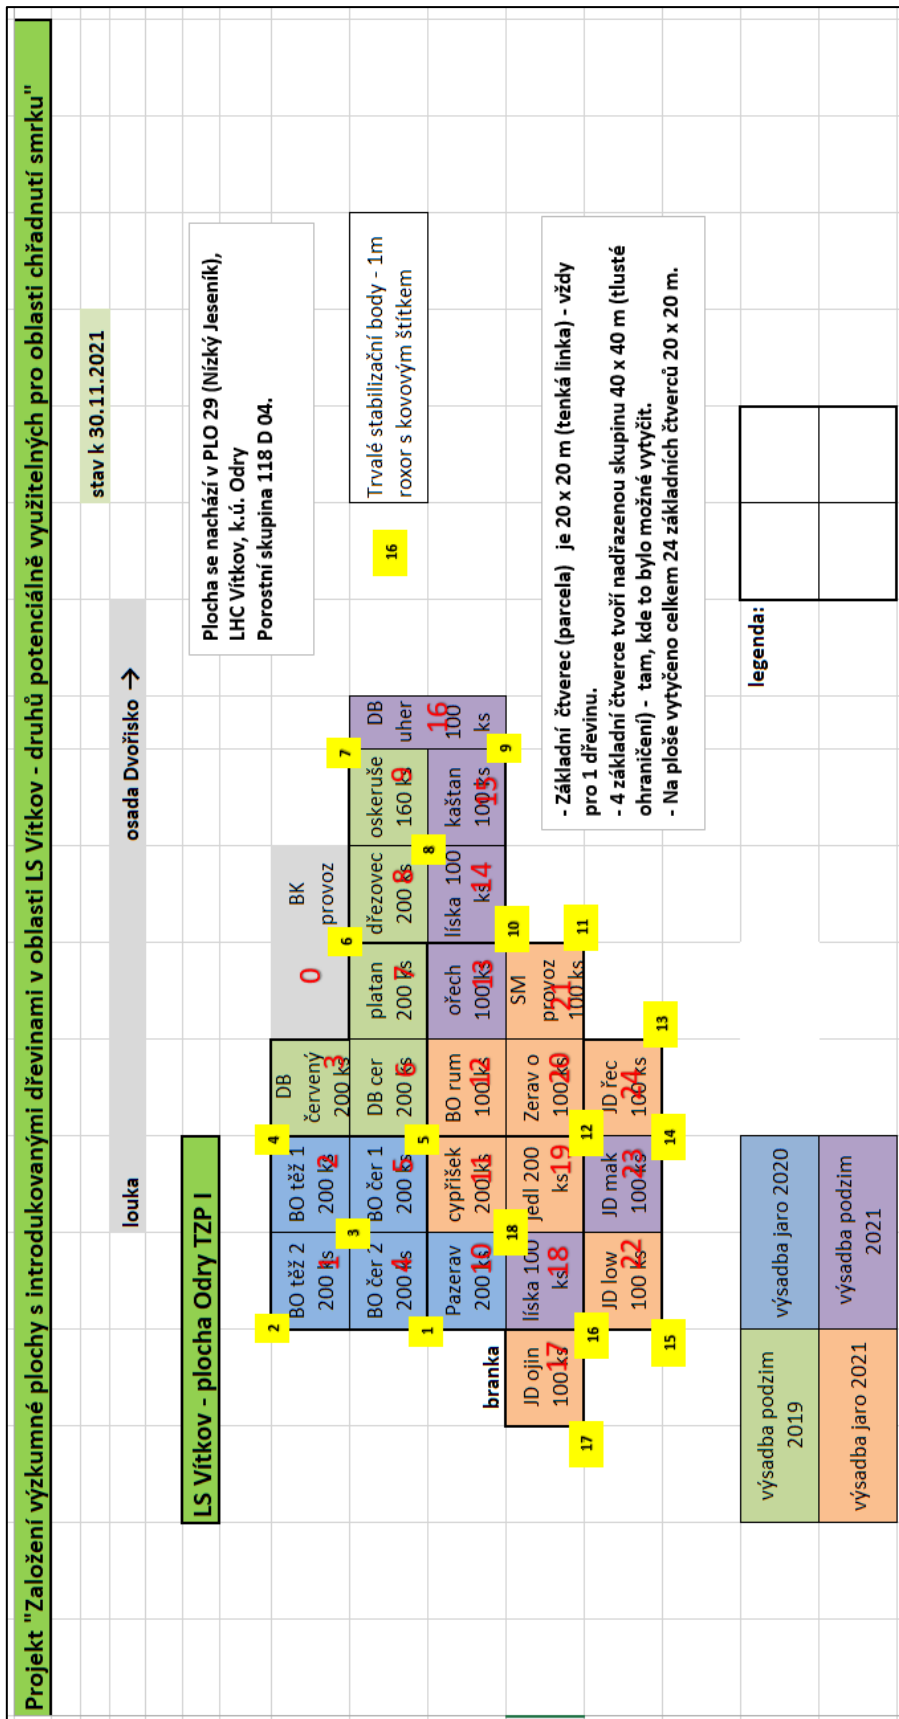 Projekt "Založení výzkumné plochy s introdukovanými dřevinami v oblasti LS Vítkov - druhů potenciálně využitelných pro oblasti chřadnutí smrku"
stav k 30.11.2021
louka
osada Dvořisko →
LS Vítkov - plocha Odry TZP I
Plocha se nachází v PLO 29 (Nízký Jeseník),
LHC Vítkov, k.ú. Odry
Porostní skupina 118 D 04.
2
BO těž 2
200 ks
1
BO těž 1
200 ks
2
4
DB
červený
200 ks
3
BK
provoz
0
3
6
7
BO čer 2
200 ks
4
BO čer 1
200 ks
5
DB cer
200 ks
6
platan
200 ks
7
dřezovec
200 ks
8
oskeruše
160 ks
9
DB
uher
100
ks
16
16
Trvalé stabilizační body - 1m
roxor s kovovým štítkem
1
5
8
Pazerav
200 ks
10
cypřišek
200 ks
11
BO rum
100 ks
12
ořech
100 ks
13
líska 100
ks
14
kaštan
100 ks
15
9
branka
18
10
JD ojin
100 ks
17
líska 100
ks
18
jedl 200
ks
19
Zerav o
100 ks
20
SM
provoz
100 ks
21
17
16
12
11
JD low
100 ks
22
JD mak
100 ks
23
JD řec
100 ks
24
15
14
13
- Základní čtverec (parcela) je 20 x 20 m (tenká linka) - vždy
pro 1 dřevinu.
- 4 základní čtverce tvoří nadřazenou skupinu 40 x 40 m (tlusté
ohraničení) - tam, kde to bylo možné vytyčit.
- Na ploše vytyčeno celkem 24 základních čtverců 20 x 20 m.
legenda:
výsadba podzim
2019
výsadba jaro 2020
výsadba jaro 2021
výsadba podzim
2021